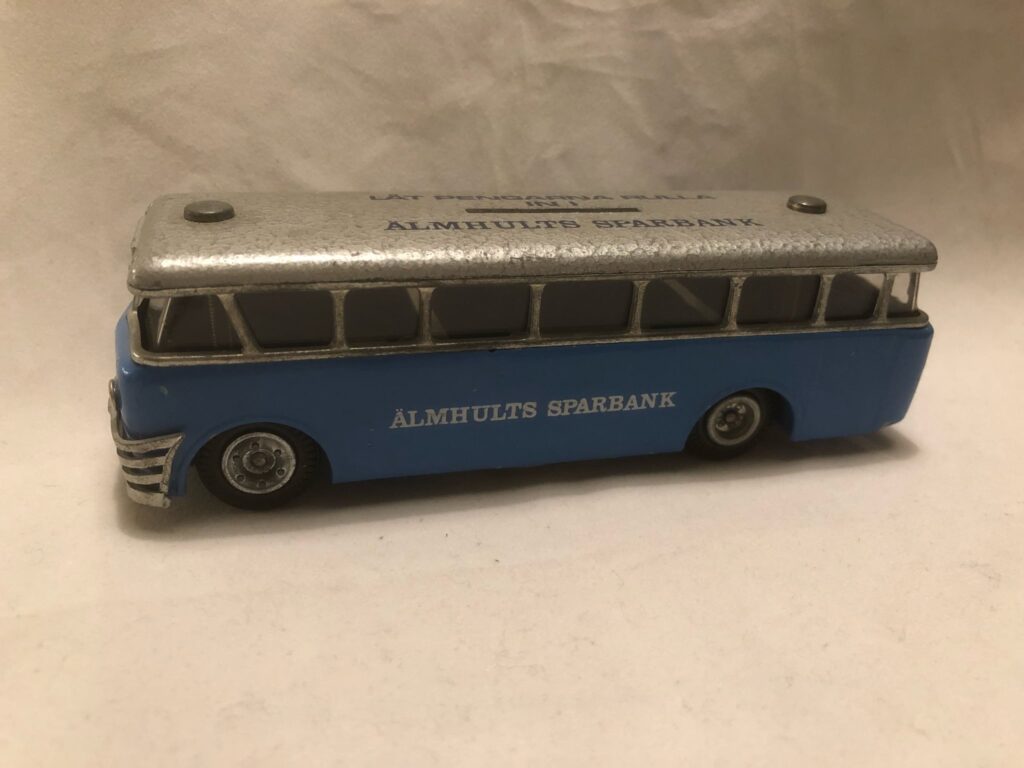 LÅT PENGARNA RULLA
IN I
ÄLMHULTS SPARBANK
ÄLMHULTS SPARBANK